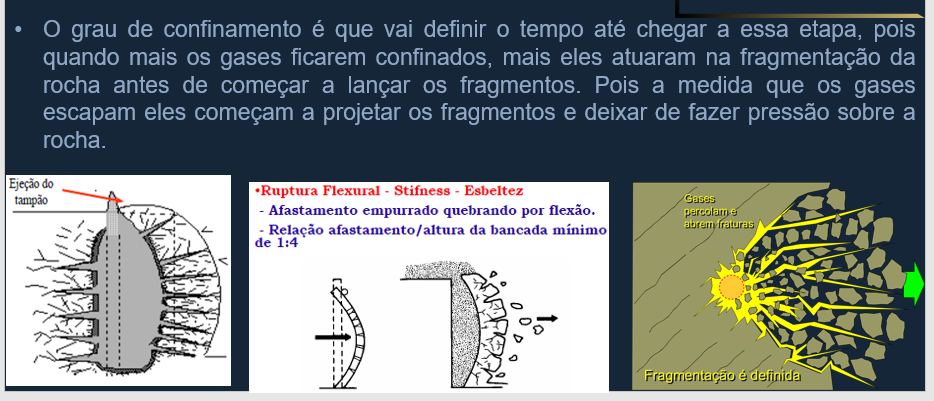 • O grau de confinamento é que vai definir o tempo até chegar a essa etapa, pois
quando mais os gases ficarem confinados, mais eles atuaram na fragmentação da
rocha antes de começar a lançar os fragmentos. Pois a medida que os gases
escapam eles começam a projetar os fragmentos e deixar de fazer pressão sobre a
rocha.
Ejeção do
tampão
•Ruptura Flexural - Stifness - Esbeltez
- Afastamento empurrado quebrando por flexão.
- Relação afastamento/altura da bancada mínimo
de 1:4
Gases
percolam e
abrem fraturas
Fragmentação é definida